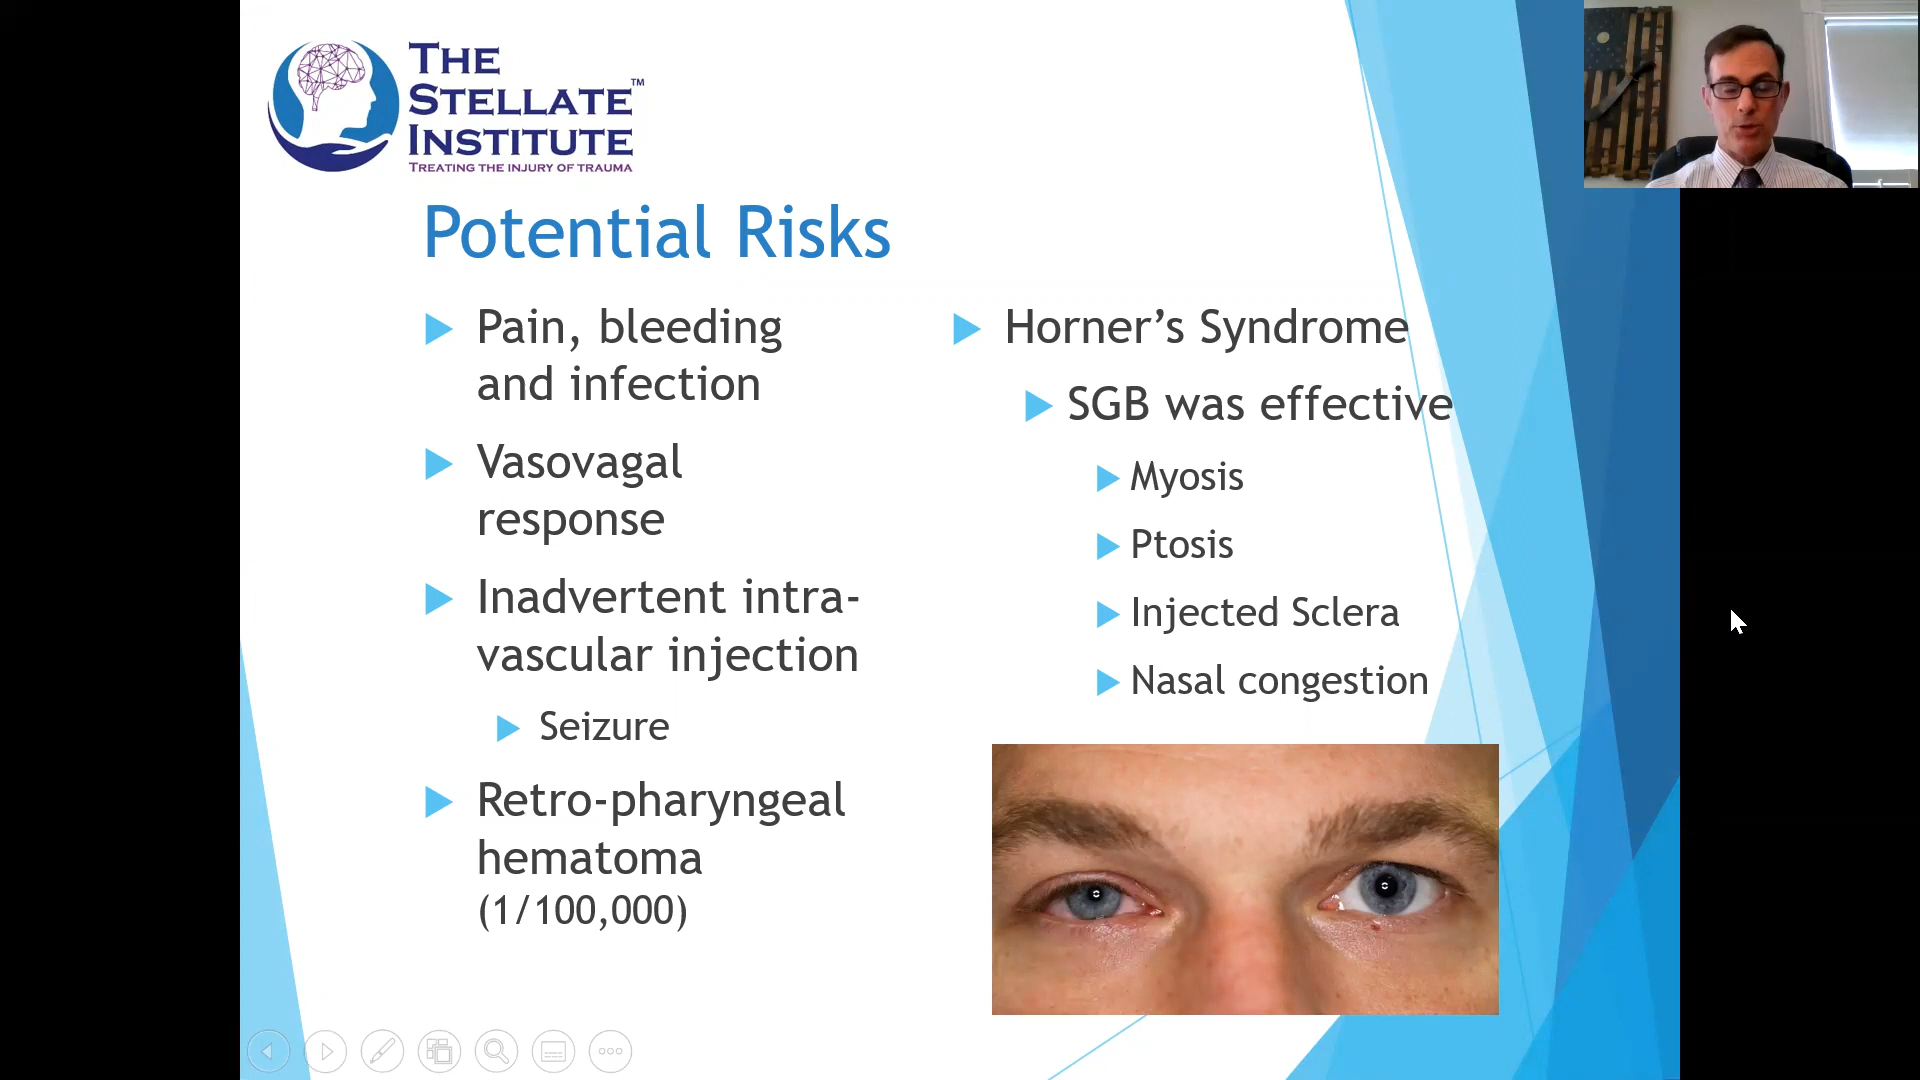 THE
STELLATE™
INSTITUTE
TREATING THE INJURY OF TRAUMA
Potential Risks
Pain, bleeding
and infection
Vasovagal
response
Inadvertent intra-
vascular injection
Seizure
Retro-pharyngeal
hematoma
(1/100,000)
Horner’s Syndrome
SGB was effective
Myosis
Ptosis
Injected Sclera
Nasal congestion